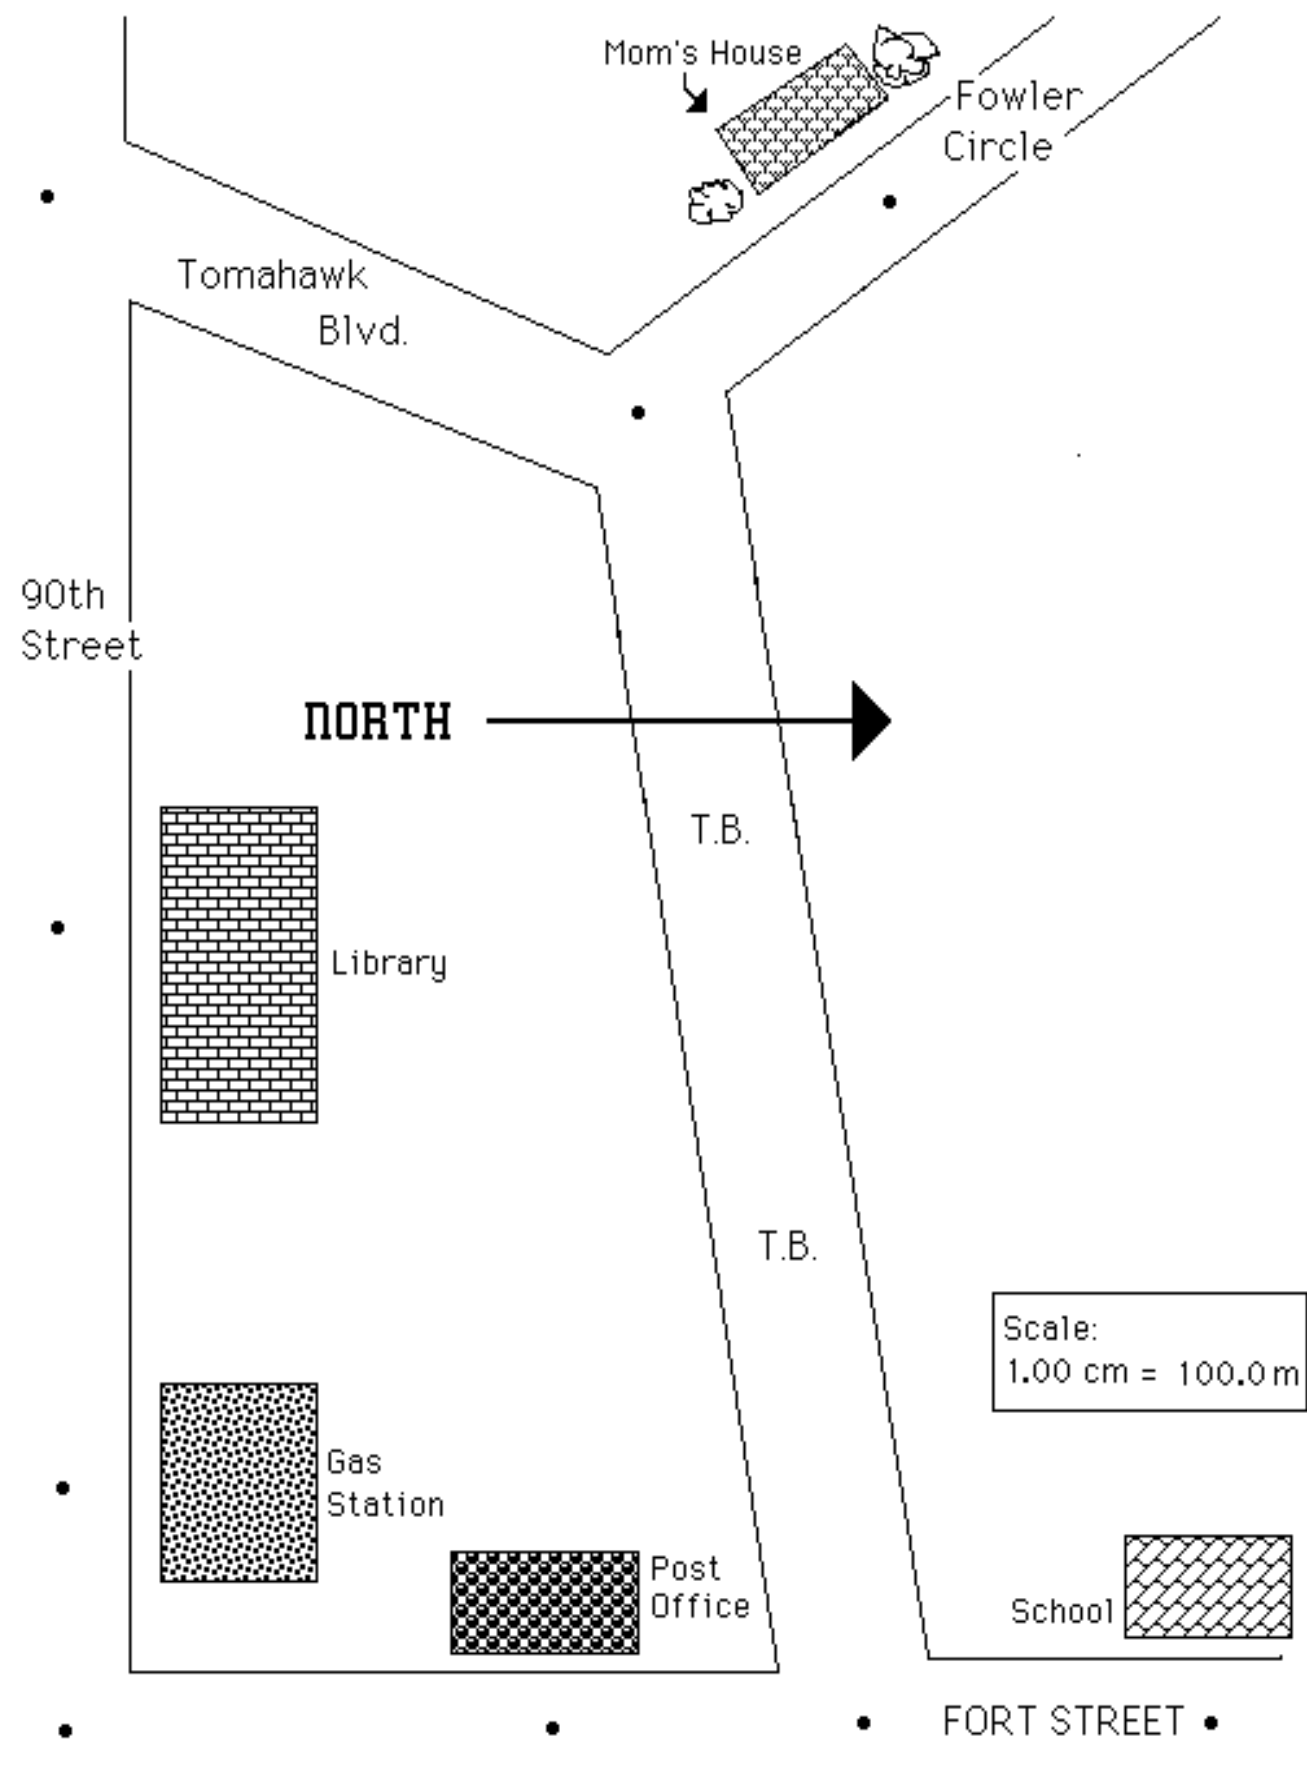 Mom's House
Fowler
Circle
Tomahawk
Blvd.
90th
Street
NORTH
T.B.
Library
T.B.
Scale:
1.00 cm = 100.0 m
Gas
Station
Post
Office
School
FORT STREET